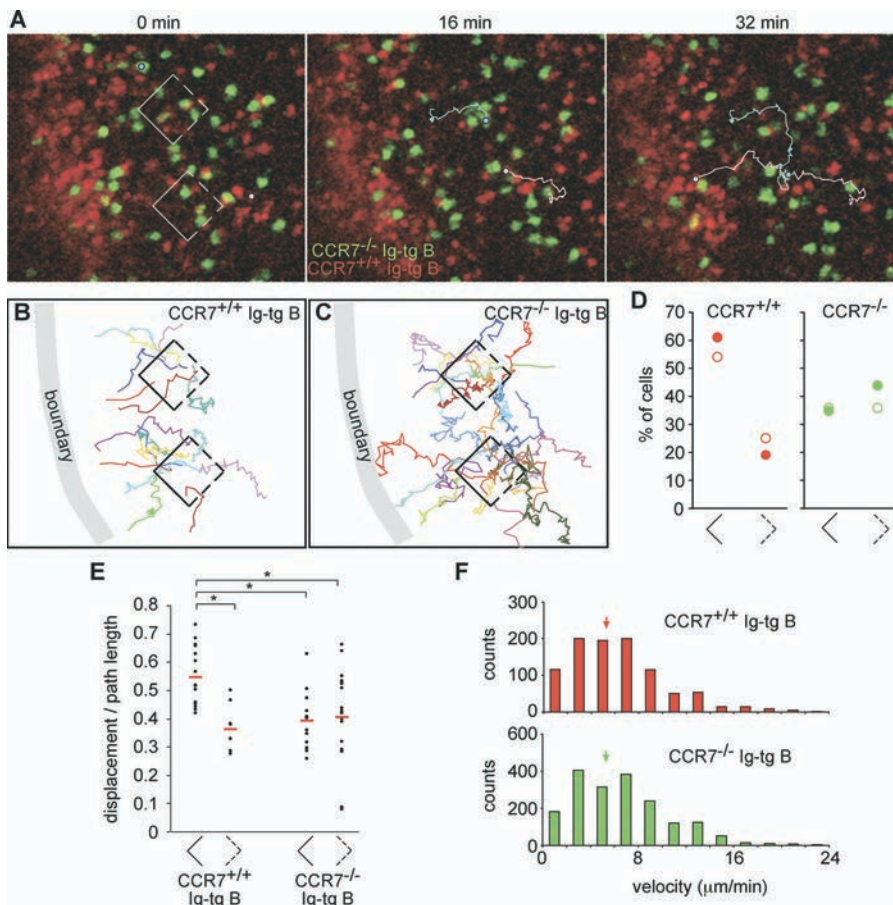 A 0 min 16 min 32 min
CCR7-/- Ig-tg B
CCR7+/+ Ig-tg B
B CCR7+/+ Ig-tg B
boundary
C CCR7-/- Ig-tg B
boundary
D CCR7+/+ CCR7-/-
% of cells
70
60
50
40
30
20
10
0
E
* * *
displacement / path length
0.8
0.7
0.6
0.5
0.4
0.3
0.2
0.1
0
CCR7+/+ Ig-tg B
CCR7-/- Ig-tg B
F
CCR7+/+ Ig-tg B
counts
300
200
100
0
CCR7-/- Ig-tg B
counts
600
400
200
0
0 8 16 24
velocity (μm/min)